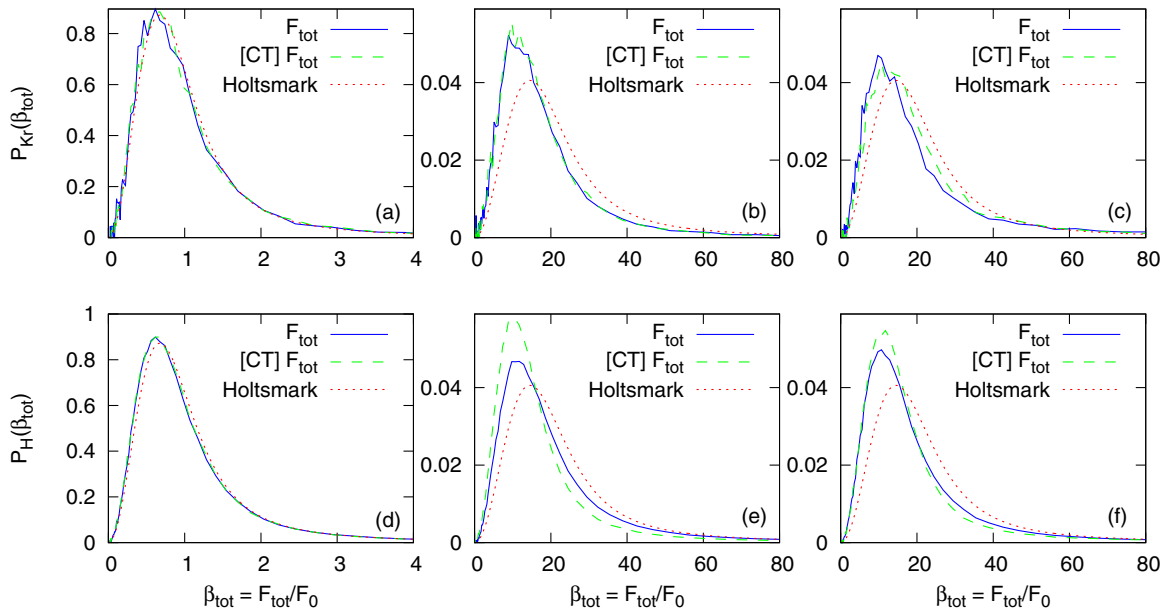 F_tot
[CT] F_tot
Holtsmark
P_Kr(β_tot)
0.8
0.6
0.4
0.2
0
(a)
0 1 2 3 4
F_tot
[CT] F_tot
Holtsmark
0.04
0.02
0
(b)
0 20 40 60 80
F_tot
[CT] F_tot
Holtsmark
0.04
0.02
0
(c)
0 20 40 60 80
F_tot
[CT] F_tot
Holtsmark
P_H(β_tot)
1
0.8
0.6
0.4
0.2
0
(d)
0 1 2 3 4
β_tot = F_tot/F_0
F_tot
[CT] F_tot
Holtsmark
0.04
0.02
0
(e)
0 20 40 60 80
β_tot = F_tot/F_0
F_tot
[CT] F_tot
Holtsmark
0.04
0.02
0
(f)
0 20 40 60 80
β_tot = F_tot/F_0